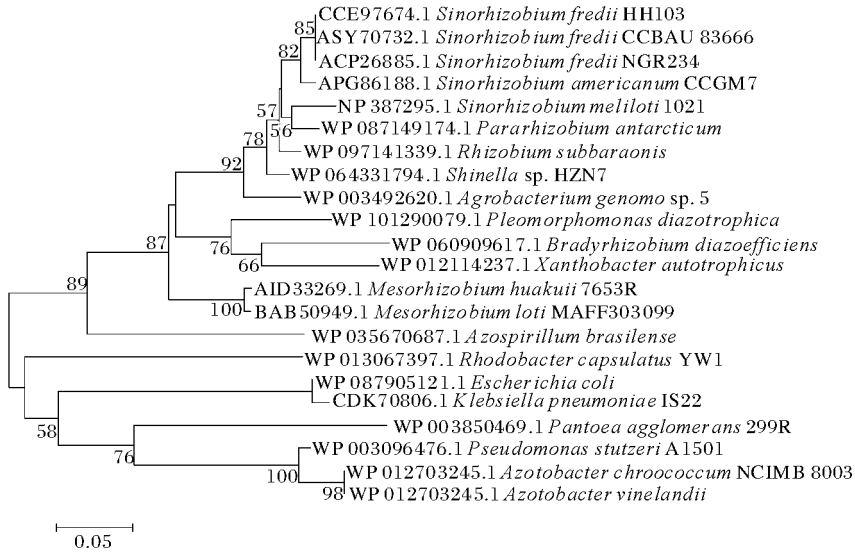 CCE97674.1 Sinorhizobium fredii HH103
85
ASY70732.1 Sinorhizobium fredii CCBAU 83666
82
ACP26885.1 Sinorhizobium fredii NGR234
APG86188.1 Sinorhizobium americanum CCGM7
57
NP 387295.1 Sinorhizobium meliloti 1021
56
WP 087149174.1 Pararhizobium antarcticum
78
WP 097141339.1 Rhizobium subbaraonis
92
WP 064331794.1 Shinella sp. HZN7
WP 003492620.1 Agrobacterium genomo sp. 5
WP 101290079.1 Pleomorphomonas diazotrophica
87
76
WP 060909617.1 Bradyrhizobium diazoefficiens
66
WP 012114237.1 Xanthobacter autotrophicus
89
AID33269.1 Mesorhizobium huakuii 7653R
100
BAB50949.1 Mesorhizobium loti MAFF303099
WP 035670687.1 Azospirillum brasilense
WP 013067397.1 Rhodobacter capsulatus YW1
WP 087905121.1 Escherichia coli
CDK70806.1 Klebsiella pneumoniae IS22
58
WP 003850469.1 Pantoea agglomerans 299R
76
WP 003096476.1 Pseudomonas stutzeri A1501
100
WP 012703245.1 Azotobacter chroococcum NCIMB 8003
98
WP 012703245.1 Azotobacter vinelandii
0.05